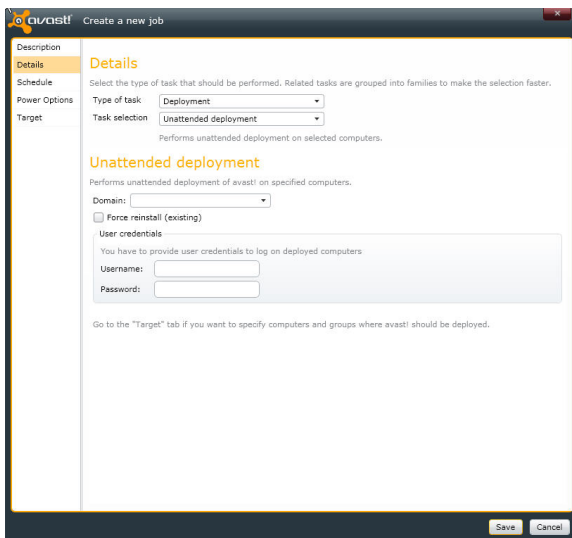 avast! Create a new job
Description
Details
Schedule
Power Options
Target
Details
Select the type of task that should be performed. Related tasks are grouped into families to make the selection faster.
Type of task Deployment
Task selection Unattended deployment
Performs unattended deployment on selected computers.
Unattended deployment
Performs unattended deployment of avast! on specified computers.
Domain:
Force reinstall (existing)
User credentials
You have to provide user credentials to log on deployed computers
Username:
Password:
Go to the "Target" tab if you want to specify computers and groups where avast! should be deployed.
Save Cancel